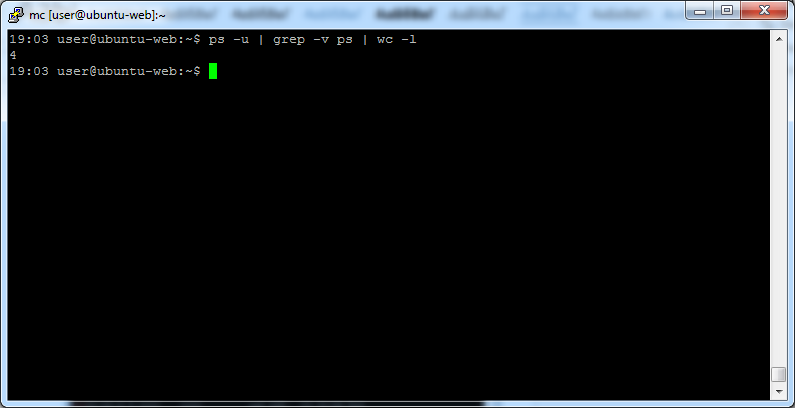 mc [user@ubuntu-web]:~
19:03 user@ubuntu-web:~$ ps -u | grep -v ps | wc -l
4
19:03 user@ubuntu-web:~$